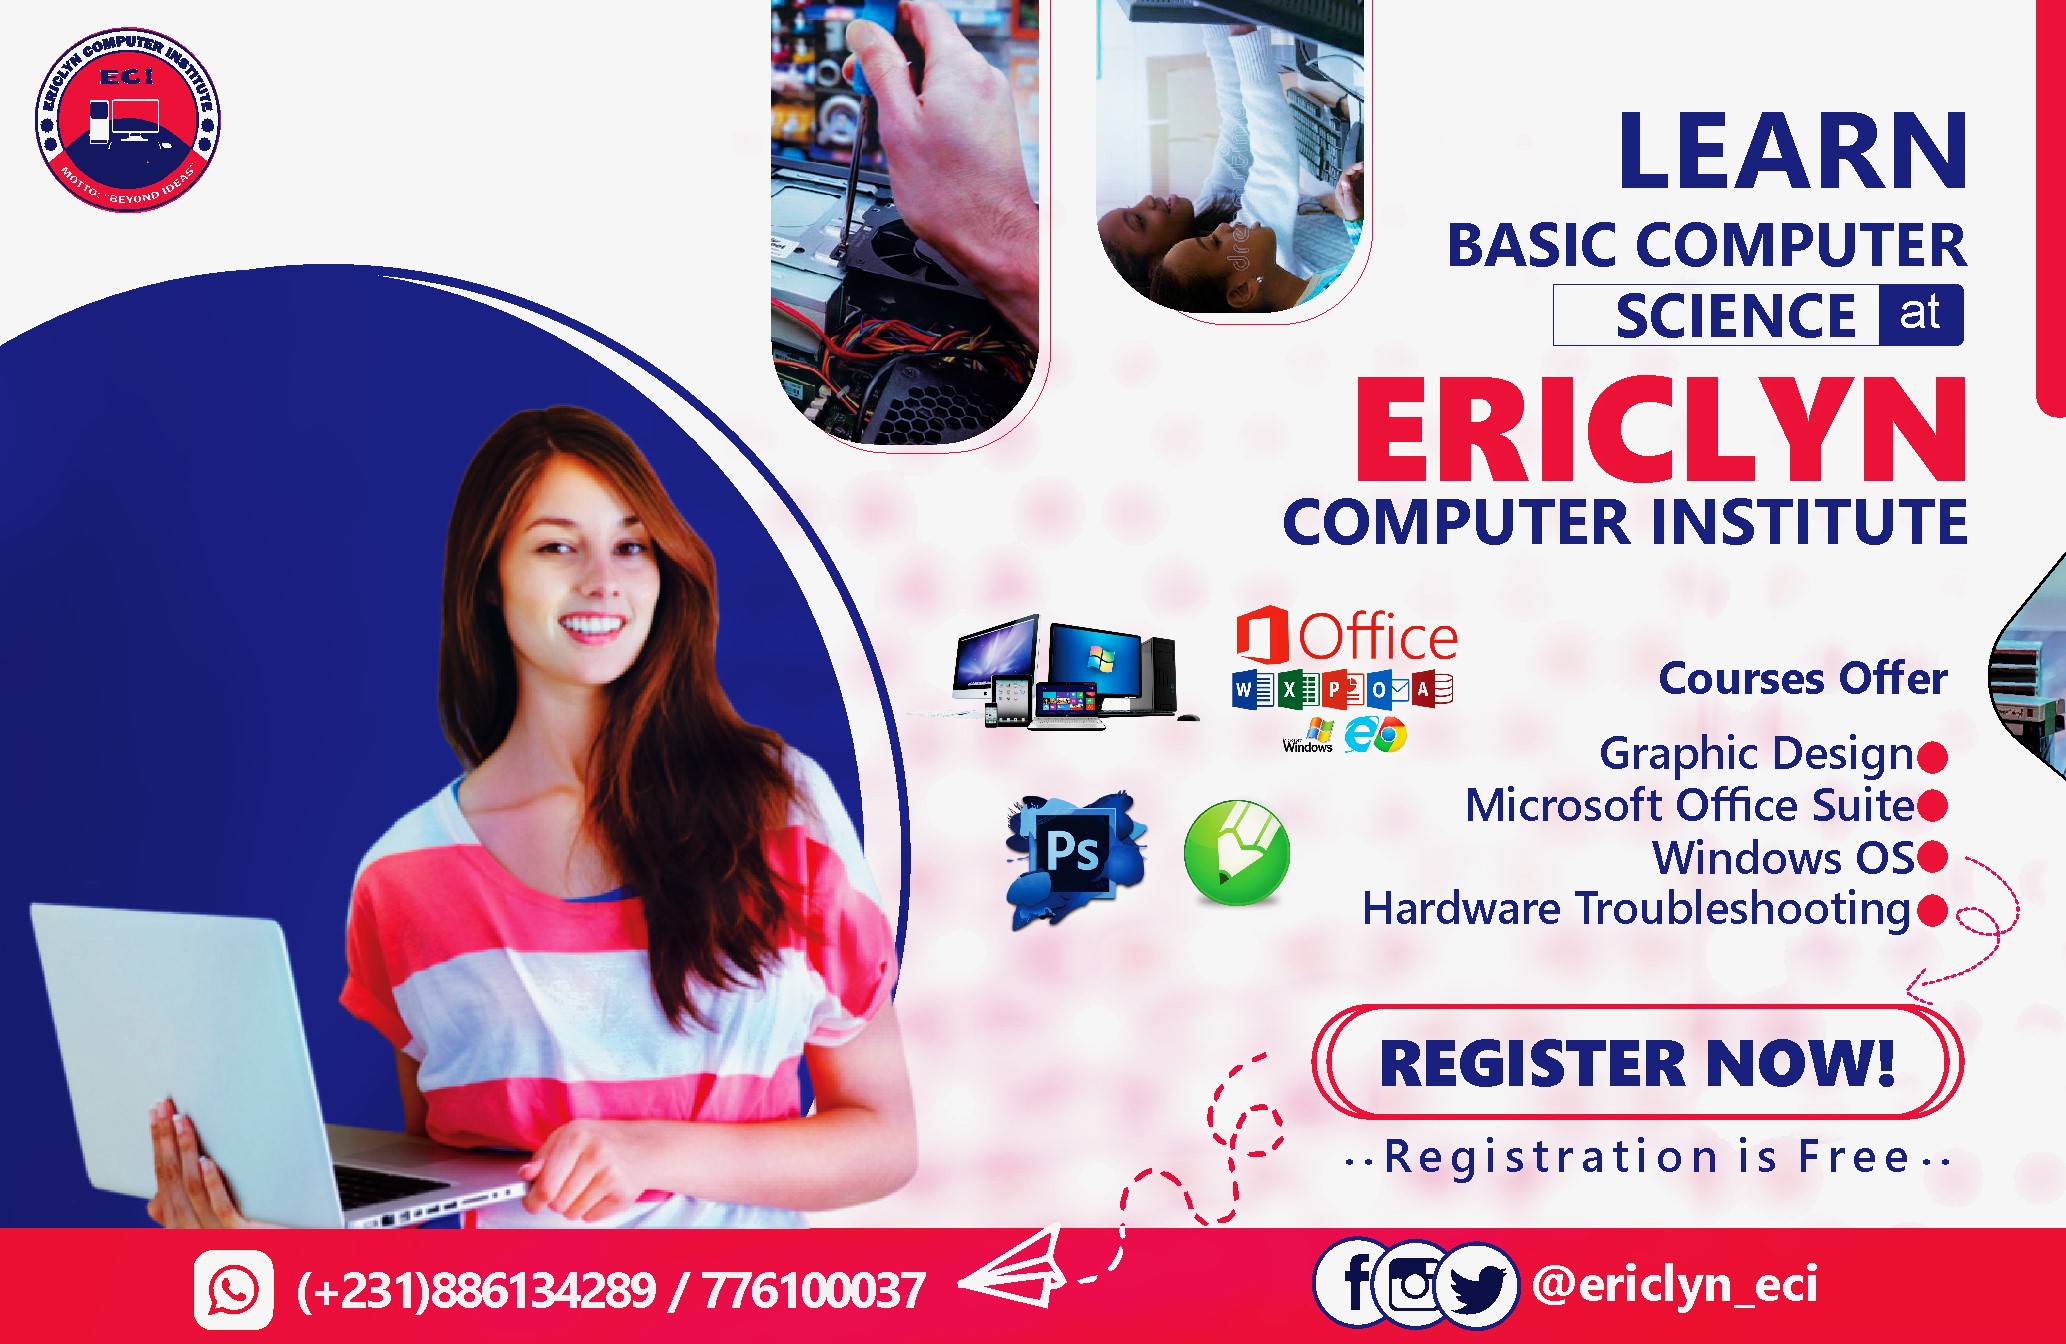 ERICLYN COMPUTER INSTITUTE
ECI
MOTTO: "BEYOND IDEAS"
LEARN
BASIC COMPUTER
SCIENCE at
ERICLYN
COMPUTER INSTITUTE
Office
W X P O A
Windows
Ps
Courses Offer
Graphic Design
Microsoft Office Suite
Windows OS
Hardware Troubleshooting
REGISTER NOW!
Registration is Free
(+231)886134289 / 776100037
@ericlyn_eci